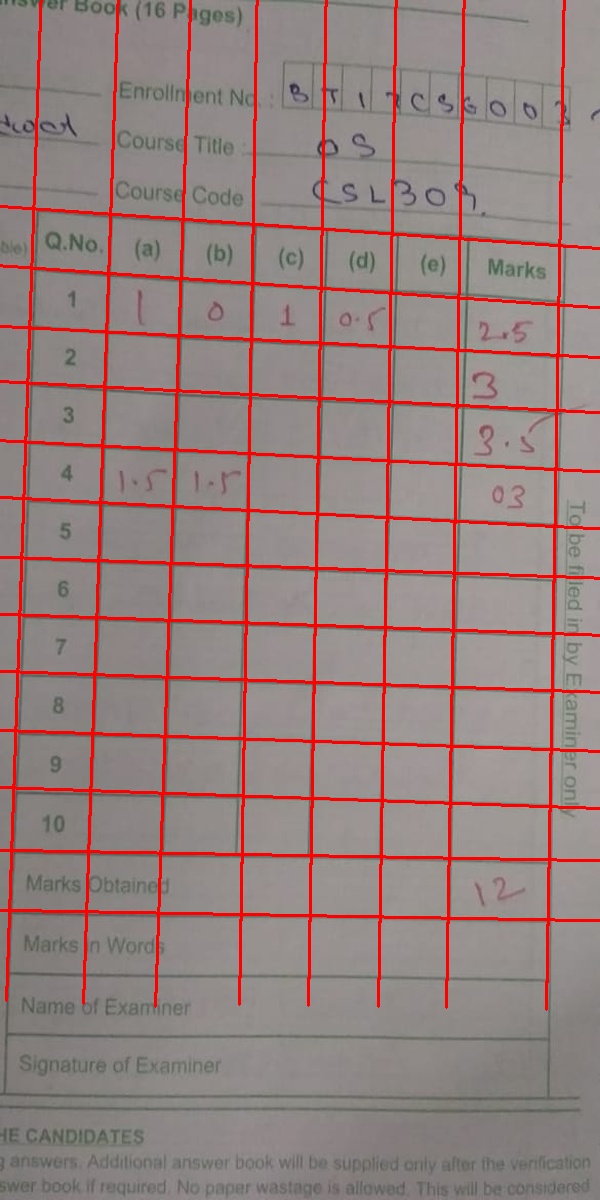 Answer Book (16 Pages)
Enrollment No. : BT17CSG003
Course Title : OS
Course Code CSL303
Q.No. (a) (b) (c) (d) (e) Marks
1 1 0 1 0.5 2.5
2 3
3 3.5
4 1.5 1.5 03
5
6
7
8
9
10
To be filled in by Examiner only
Marks Obtained 12
Marks in Words
Name of Examiner
Signature of Examiner
HE CANDIDATES
g answers. Additional answer book will be supplied only after the verification
swer book if required. No paper wastage is allowed. This will be considered